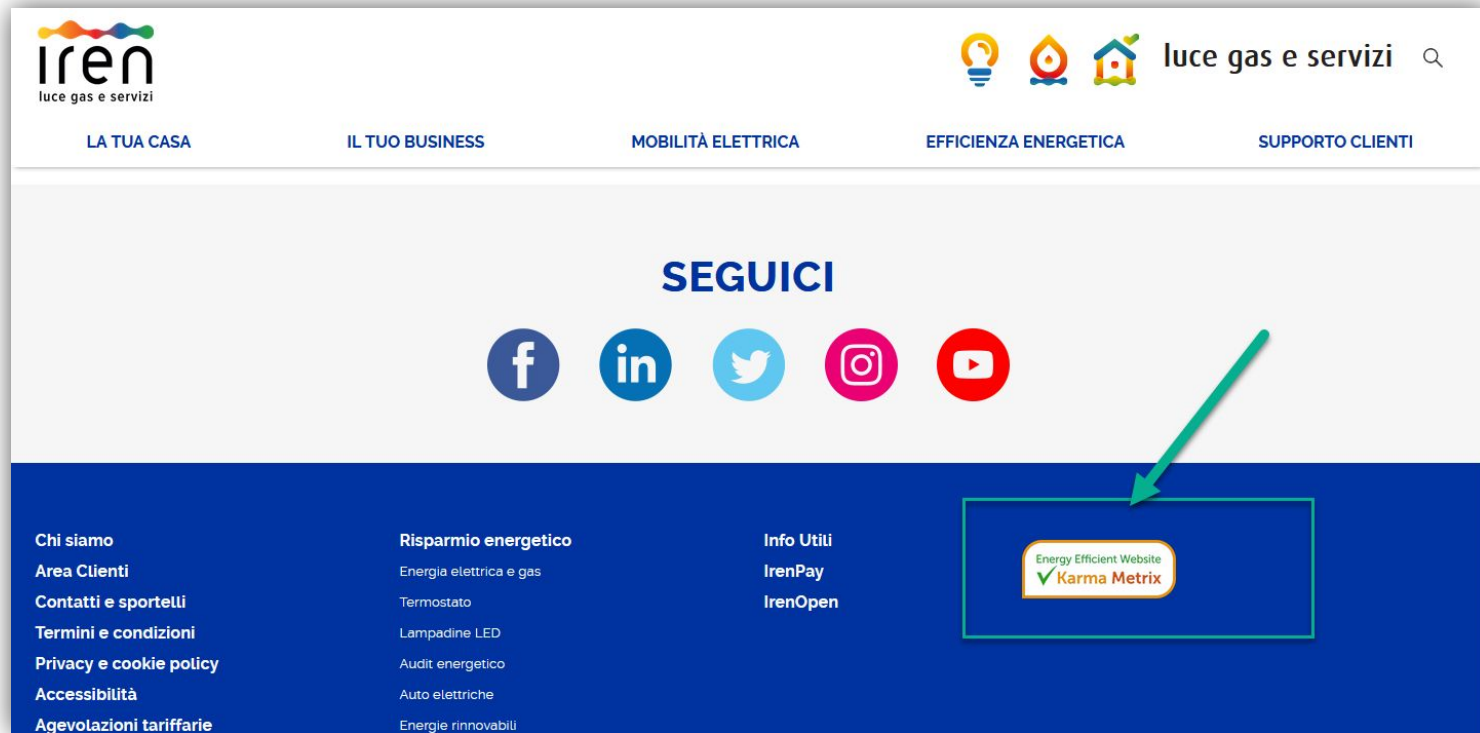 iren
luce gas e servizi
luce gas e servizi
LA TUA CASA
IL TUO BUSINESS
MOBILITÀ ELETTRICA
EFFICIENZA ENERGETICA
SUPPORTO CLIENTI
SEGUICI
f
in
Chi siamo
Area Clienti
Contatti e sportelli
Termini e condizioni
Privacy e cookie policy
Accessibilità
Agevolazioni tariffarie
Risparmio energetico
Energia elettrica e gas
Termostato
Lampadine LED
Audit energetico
Auto elettriche
Energie rinnovabili
Info Utili
IrenPay
IrenOpen
Energy Efficient Website
Karma Metrix